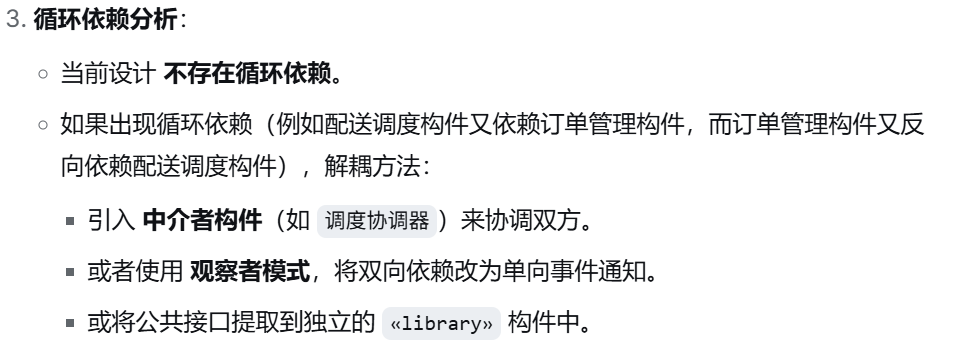 3. 循环依赖分析：
当前设计 不存在循环依赖。
如果出现循环依赖（例如配送调度构件又依赖订单管理构件，而订单管理构件又反
向依赖配送调度构件），解耦方法：
引入 中介者构件（如 调度协调器）来协调双方。
或者使用 观察者模式，将双向依赖改为单向事件通知。
或将公共接口提取到独立的 «library» 构件中。